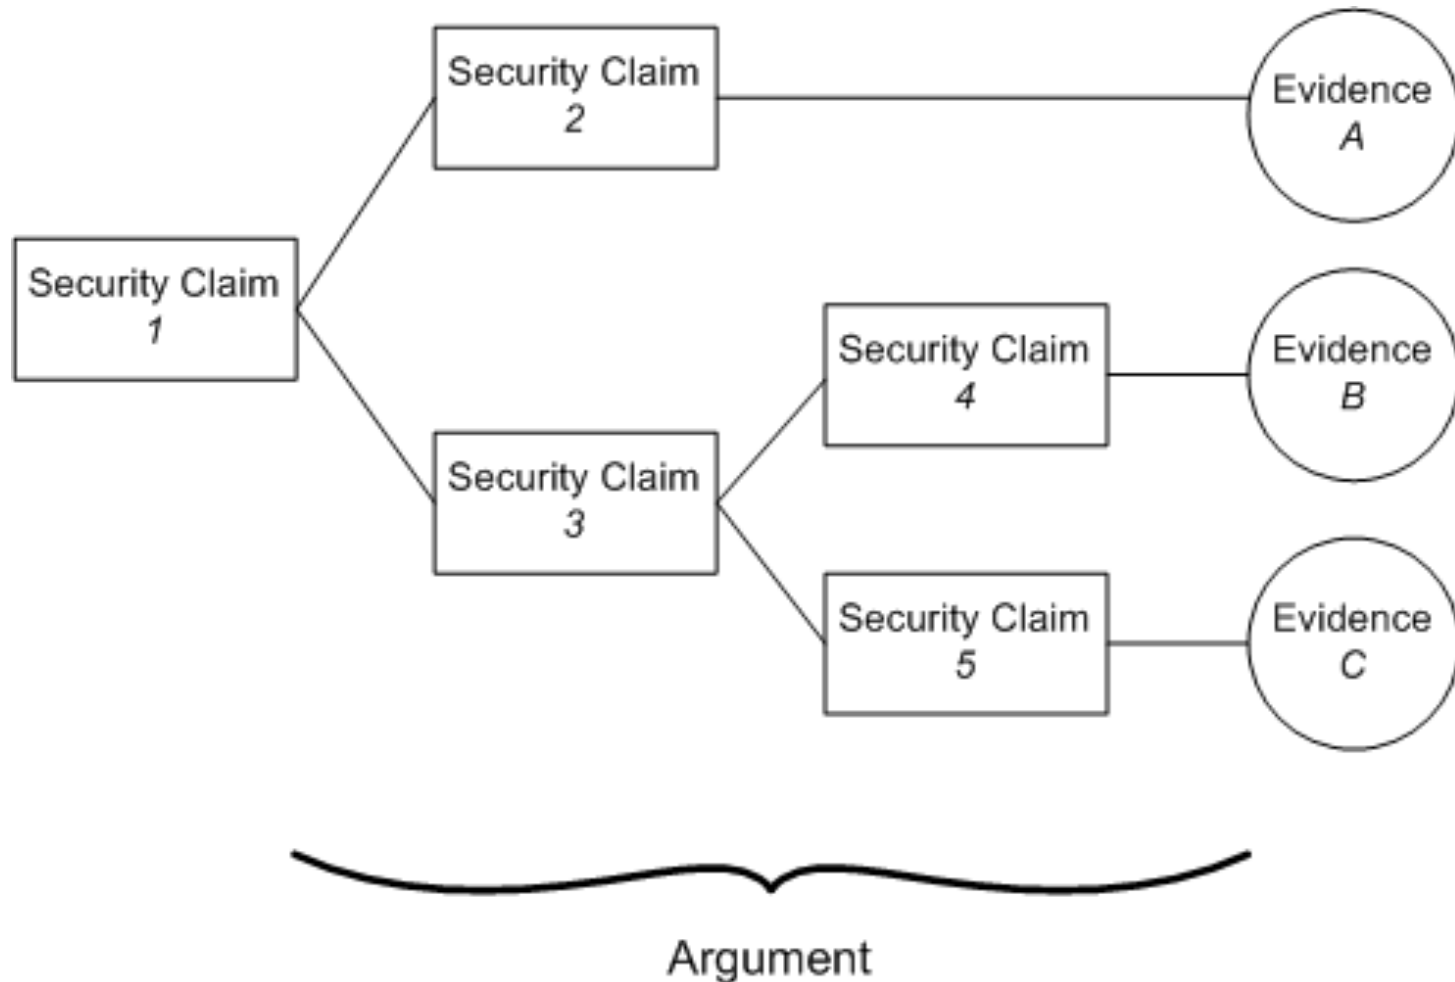 Security Claim
2
Evidence
A
Security Claim
1
Security Claim
4
Evidence
B
Security Claim
3
Security Claim
5
Evidence
C
Argument